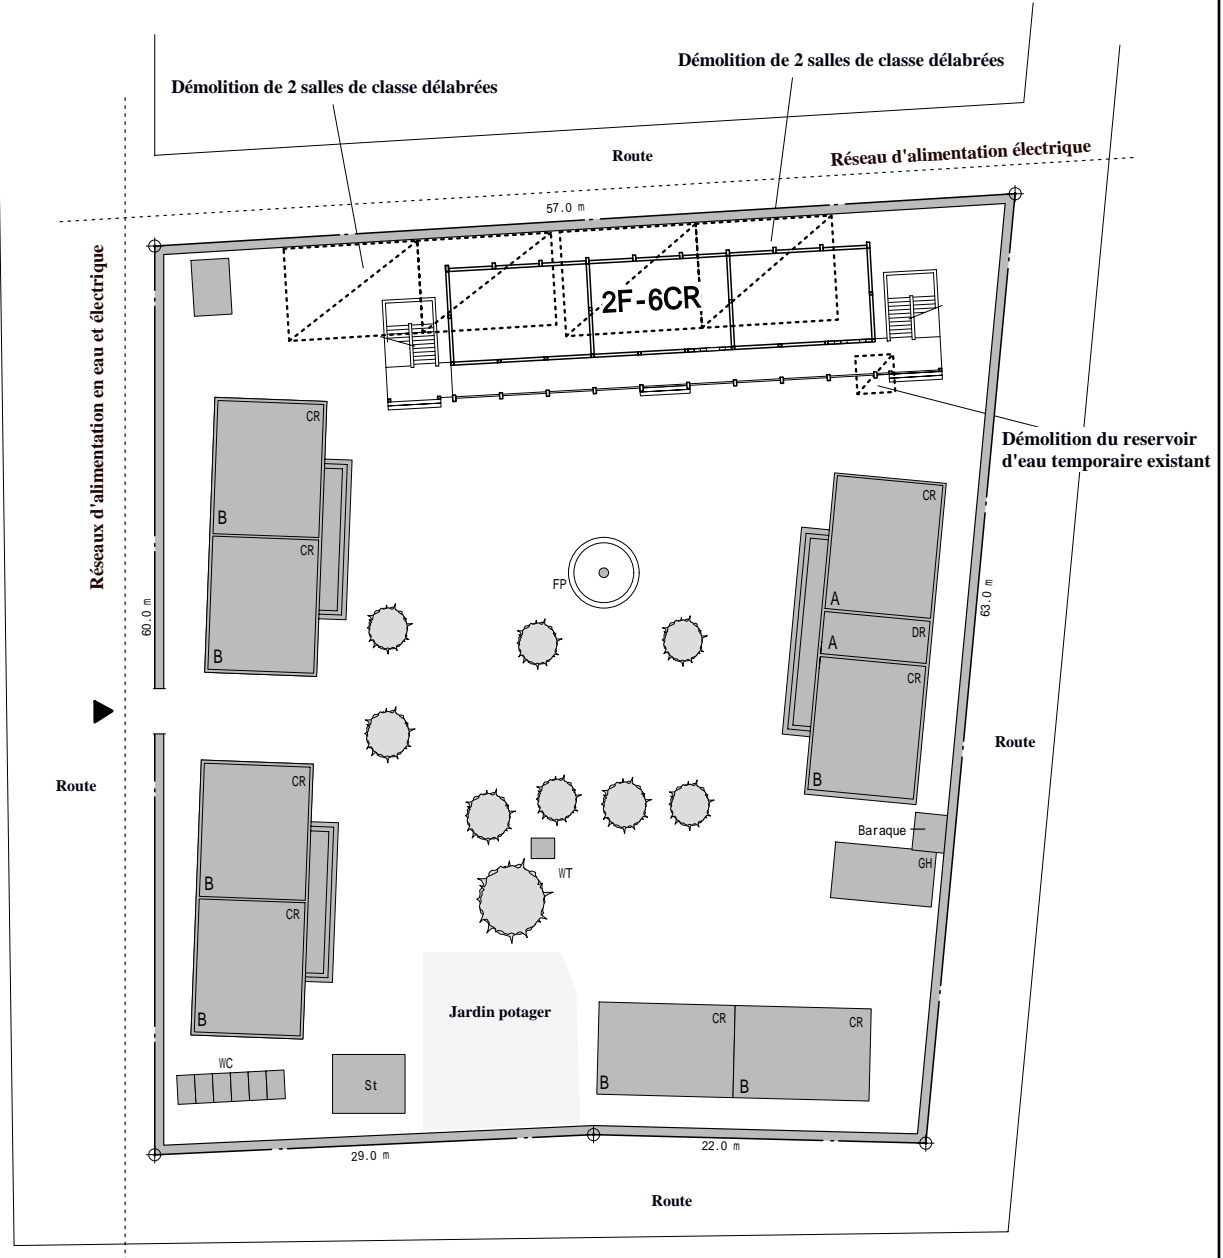 Démolition de 2 salles de classe délabrées
Démolition de 2 salles de classe délabrées
Route
Réseau d'alimentation électrique
57.0 m
Réseaux d'alimentation en eau et électrique
2F-6CR
Démolition du reservoir
d'eau temporaire existant
CR
B
CR
B
CR
A
DR
A
CR
B
FP
60.0 m
63.0 m
Route
Route
CR
B
CR
B
Baraque
GH
WT
Jardin potager
CR
B
CR
B
WC
St
29.0 m
22.0 m
Route